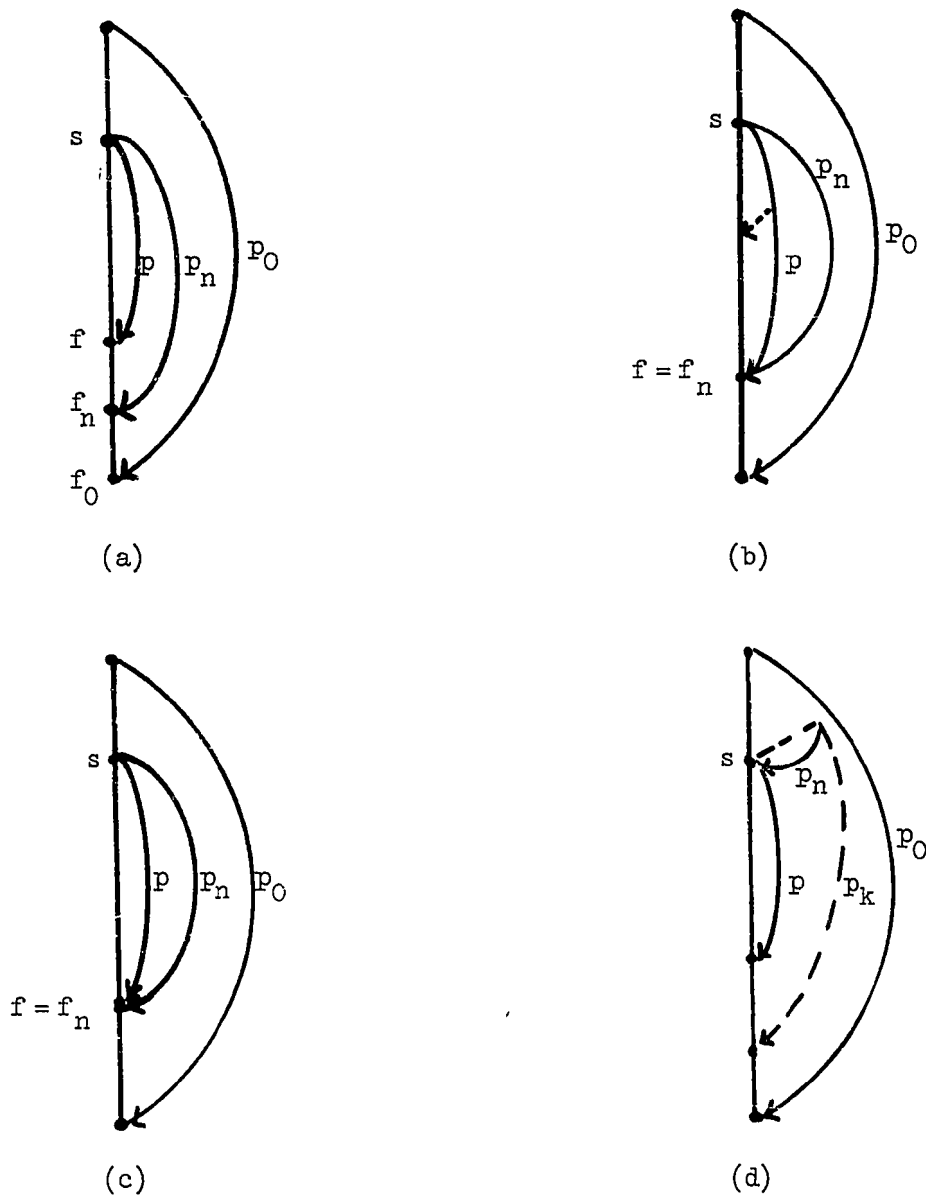 s
p
p_n
p_0
f
f_n
f_0
(a)
s
p_n
p_0
p
f = f_n
(b)
s
p
p_n
p_0
f = f_n
(c)
s
p_n
p_0
p
p_k
(d)